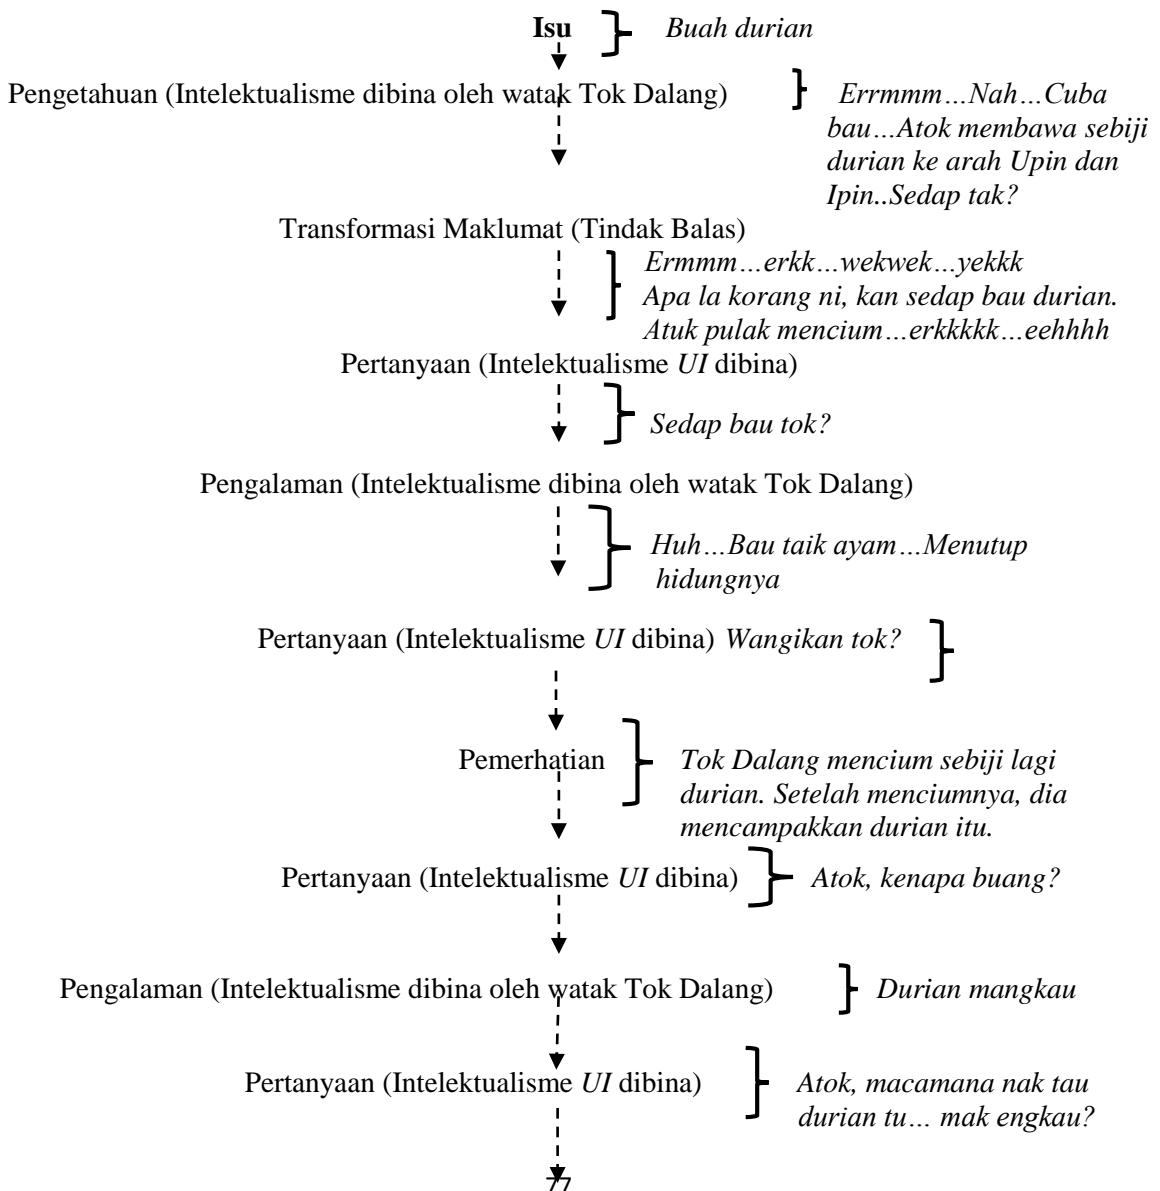 Isu Buah durian
Pengetahuan (Intelektualisme dibina oleh watak Tok Dalang)
Errmmm…Nah…Cuba
bau…Atok membawa sebiji
durian ke arah Upin dan
Ipin..Sedap tak?
Transformasi Maklumat (Tindak Balas)
Ermmm…erkk…wekwek…yekkk
Apa la korang ni, kan sedap bau durian.
Atuk pulak mencium…erkkkkk…eehhhh
Pertanyaan (Intelektualisme UI dibina)
Sedap bau tok?
Pengalaman (Intelektualisme dibina oleh watak Tok Dalang)
Huh…Bau taik ayam…Menutup
hidungnya
Pertanyaan (Intelektualisme UI dibina) Wangikan tok?
Pemerhatian
Tok Dalang mencium sebiji lagi
durian. Setelah menciumnya, dia
mencampakkan durian itu.
Pertanyaan (Intelektualisme UI dibina) Atok, kenapa buang?
Pengalaman (Intelektualisme dibina oleh watak Tok Dalang) Durian mangkau
Pertanyaan (Intelektualisme UI dibina)
Atok, macamana nak tau
durian tu… mak engkau?
77